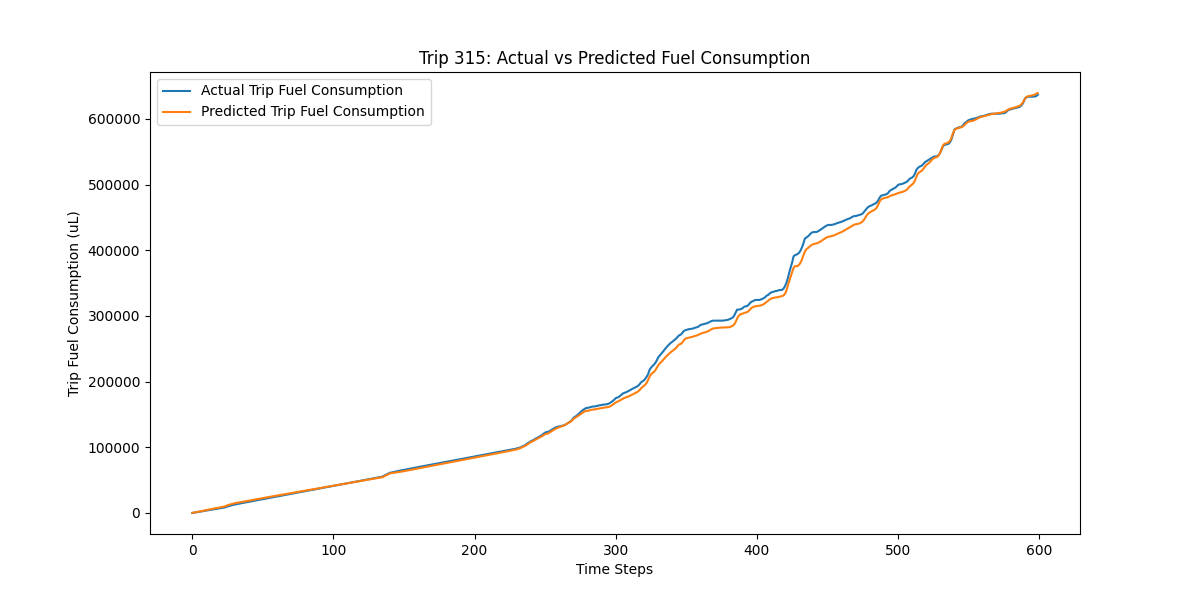 Trip 315: Actual vs Predicted Fuel Consumption
Actual Trip Fuel Consumption
Predicted Trip Fuel Consumption
Trip Fuel Consumption (uL)
600000
500000
400000
300000
200000
100000
0
0 100 200 300 400 500 600
Time Steps